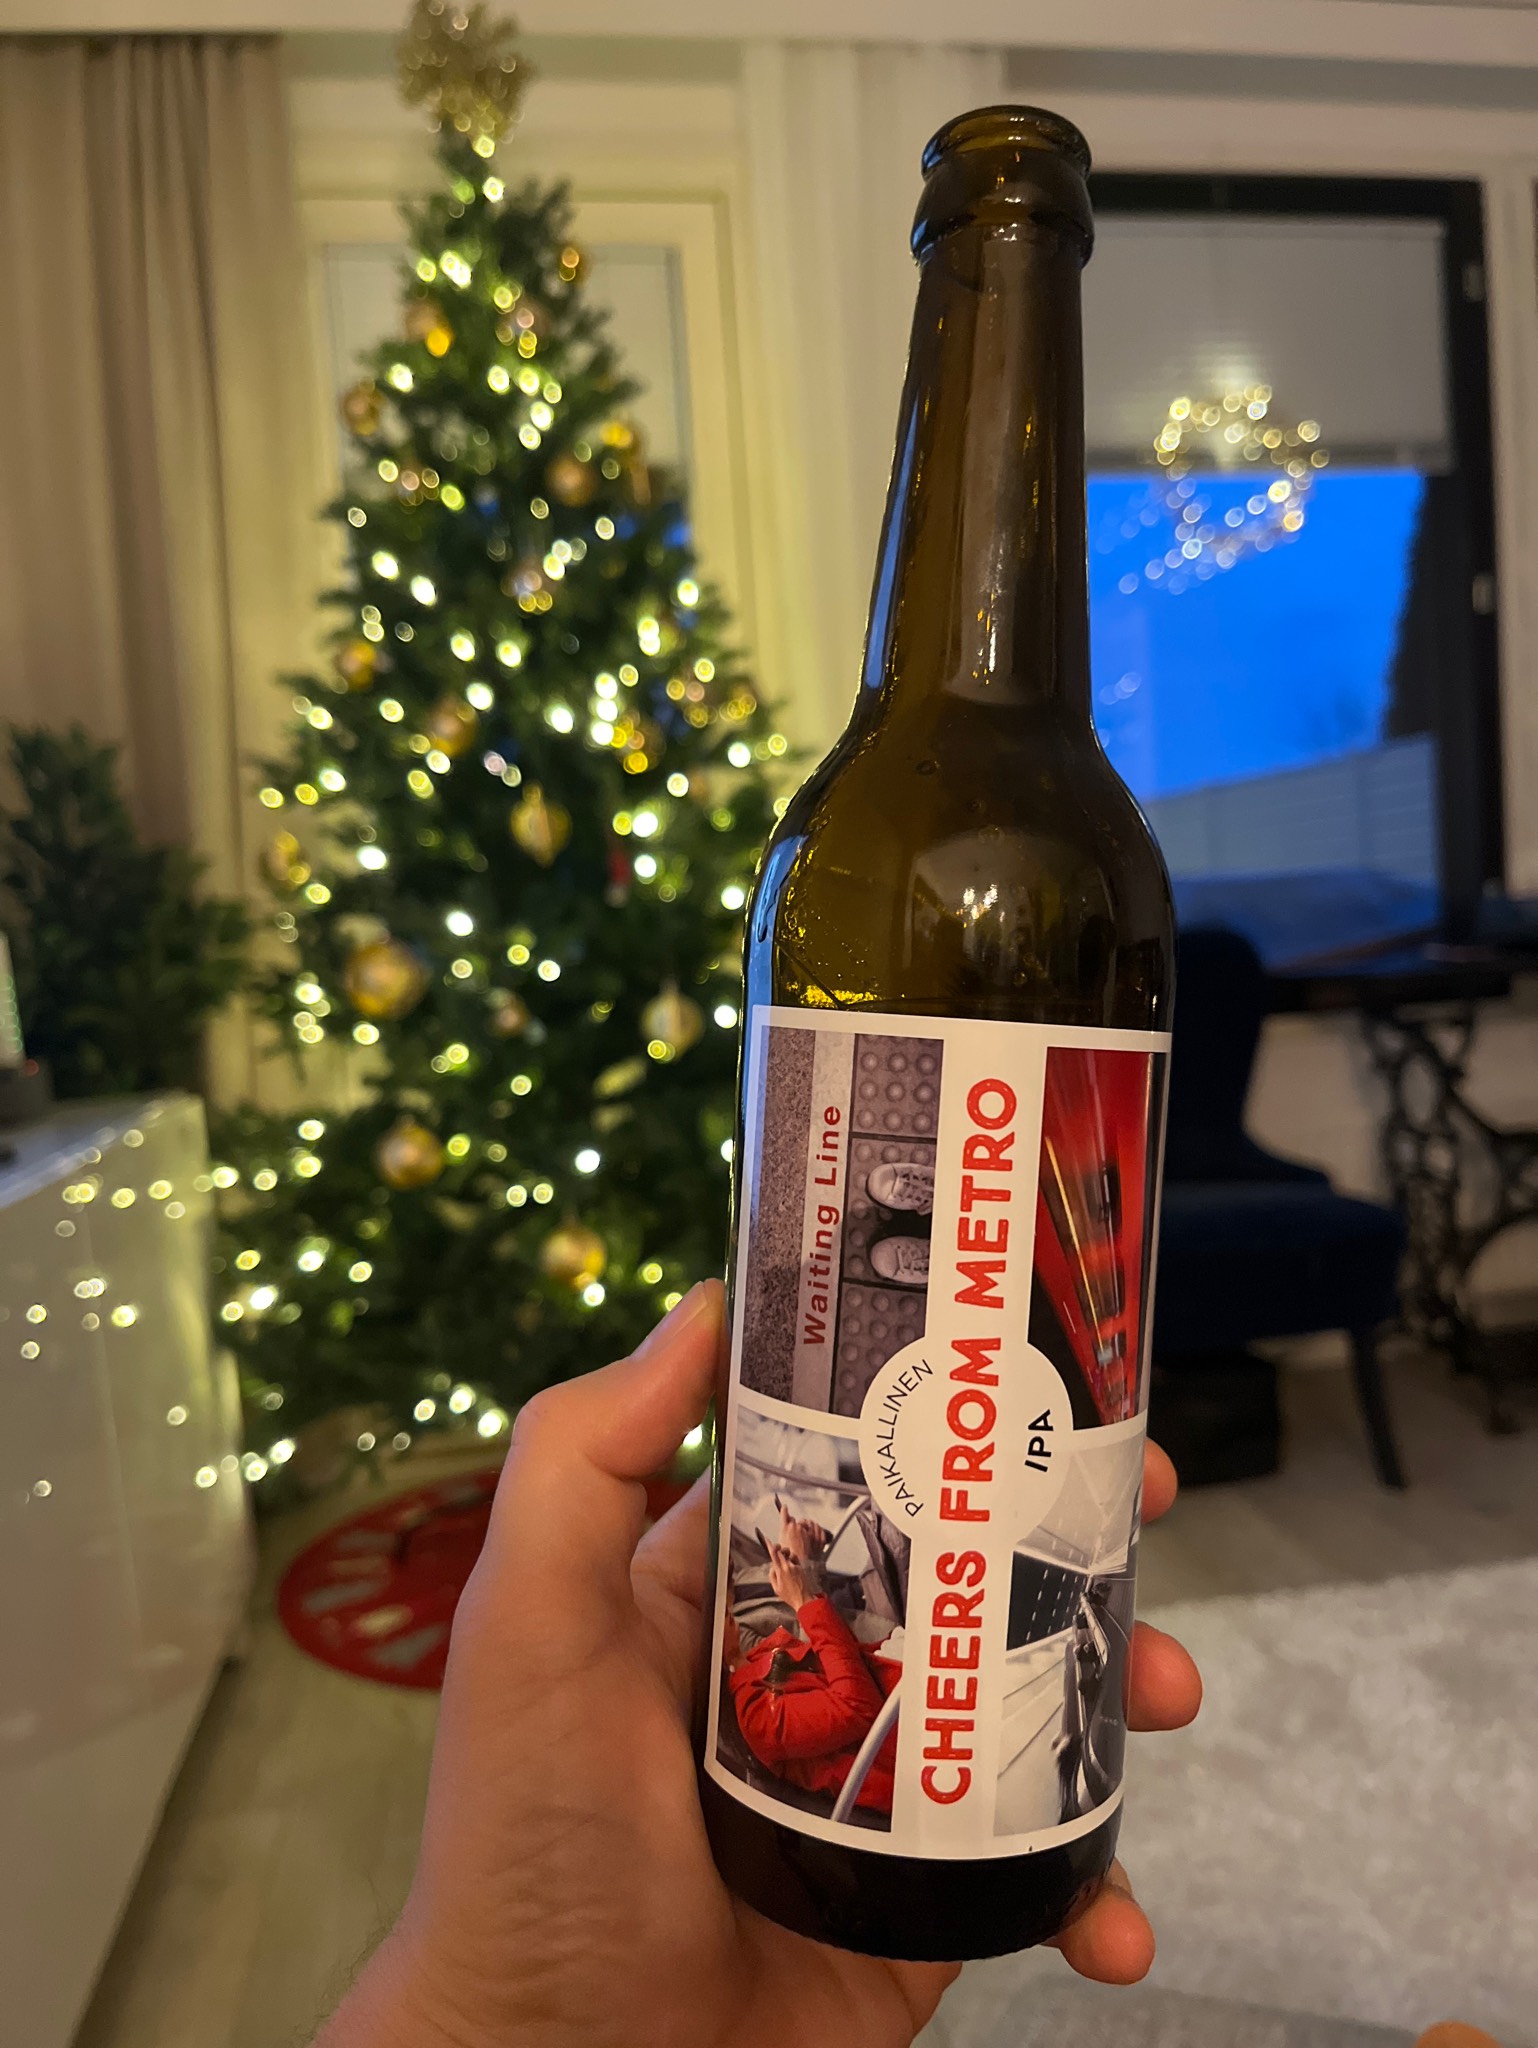 Waiting Line
PAIKALLINEN
CHEERS FROM METRO
IPA